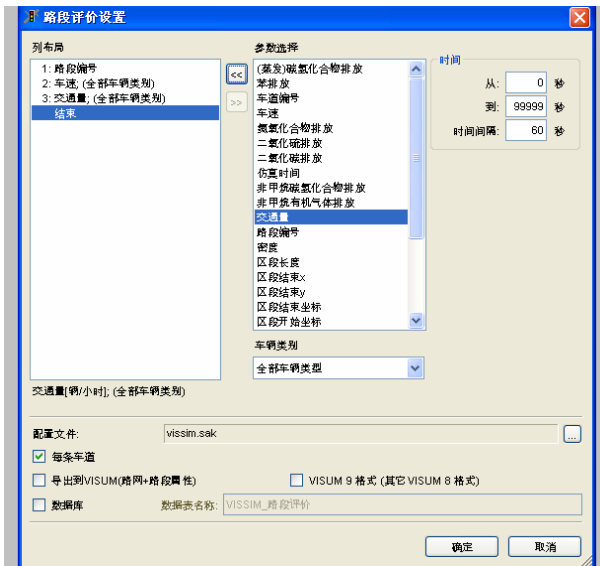 路段评价设置
列布局
1: 路段编号
2: 车速; (全部车辆类别)
3: 交通量; (全部车辆类别)
结束
<<
>>
参数选择
(蒸发)碳氢化合物排放
苯排放
车道编号
车速
氮氧化合物排放
二氧化硫排放
二氧化碳排放
仿真时间
非甲烷碳氢化合物排放
非甲烷有机气体排放
交通量
路段编号
密度
区段长度
区段结束x
区段结束y
区段结束坐标
区段开始坐标
时间
从: 0 秒
到: 99999 秒
时间间隔: 60 秒
车辆类别
全部车辆类型
交通量[辆/小时]; (全部车辆类别)
配置文件: vissim.sak ...
每条车道
导出到VISUM(路网+路段属性) VISUM 9 格式 (其它 VISUM 8 格式)
数据库 数据表名称: VISSIM_路段评价
确定 取消